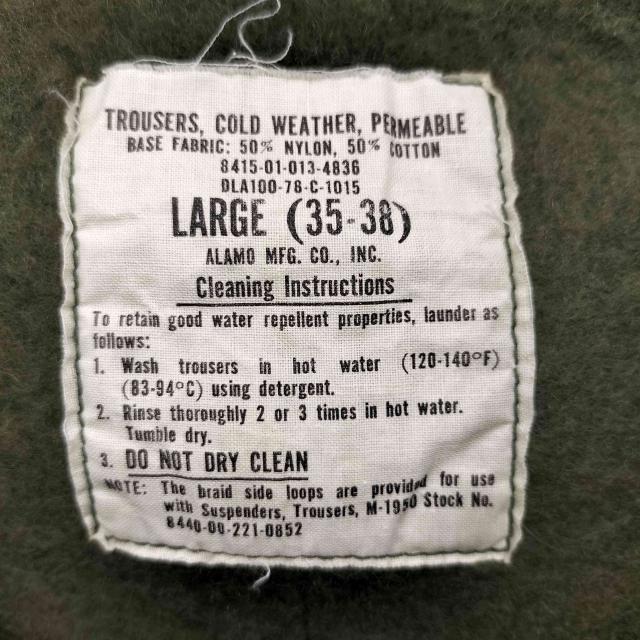 TROUSERS, COLD WEATHER, PERMEABLE
BASE FABRIC: 50% NYLON, 50% COTTON
8415-01-013-4836
DLA100-78-C-1015
LARGE (35-38)
ALAMO MFG. CO., INC.
Cleaning Instructions
To retain good water repellent properties, launder as
follows:
1. Wash trousers in hot water (120-140°F)
(83-94°C) using detergent.
2. Rinse thoroughly 2 or 3 times in hot water.
Tumble dry.
3. DO NOT DRY CLEAN
NOTE: The braid side loops are provided for use
with Suspenders, Trousers, M-1950 Stock No.
8440-00-221-0852